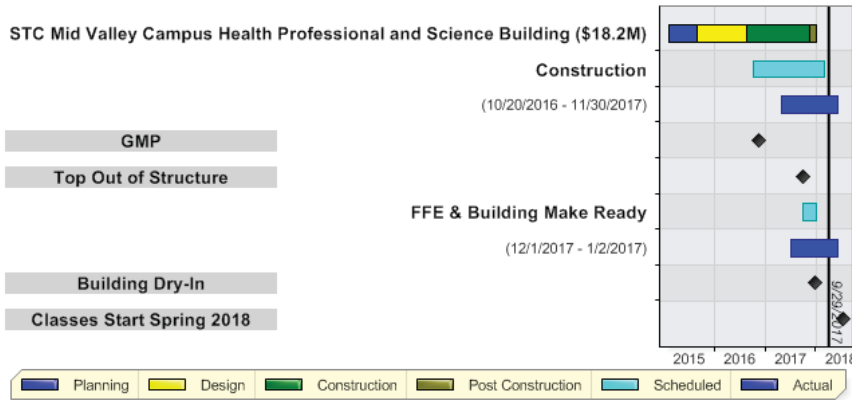 STC Mid Valley Campus Health Professional and Science Building ($18.2M)
Construction
(10/20/2016 - 11/30/2017)
GMP
Top Out of Structure
FFE & Building Make Ready
(12/1/2017 - 1/2/2017)
Building Dry-In
Classes Start Spring 2018
9/29/2017
2015 2016 2017 2018
Planning Design Construction Post Construction Scheduled Actual